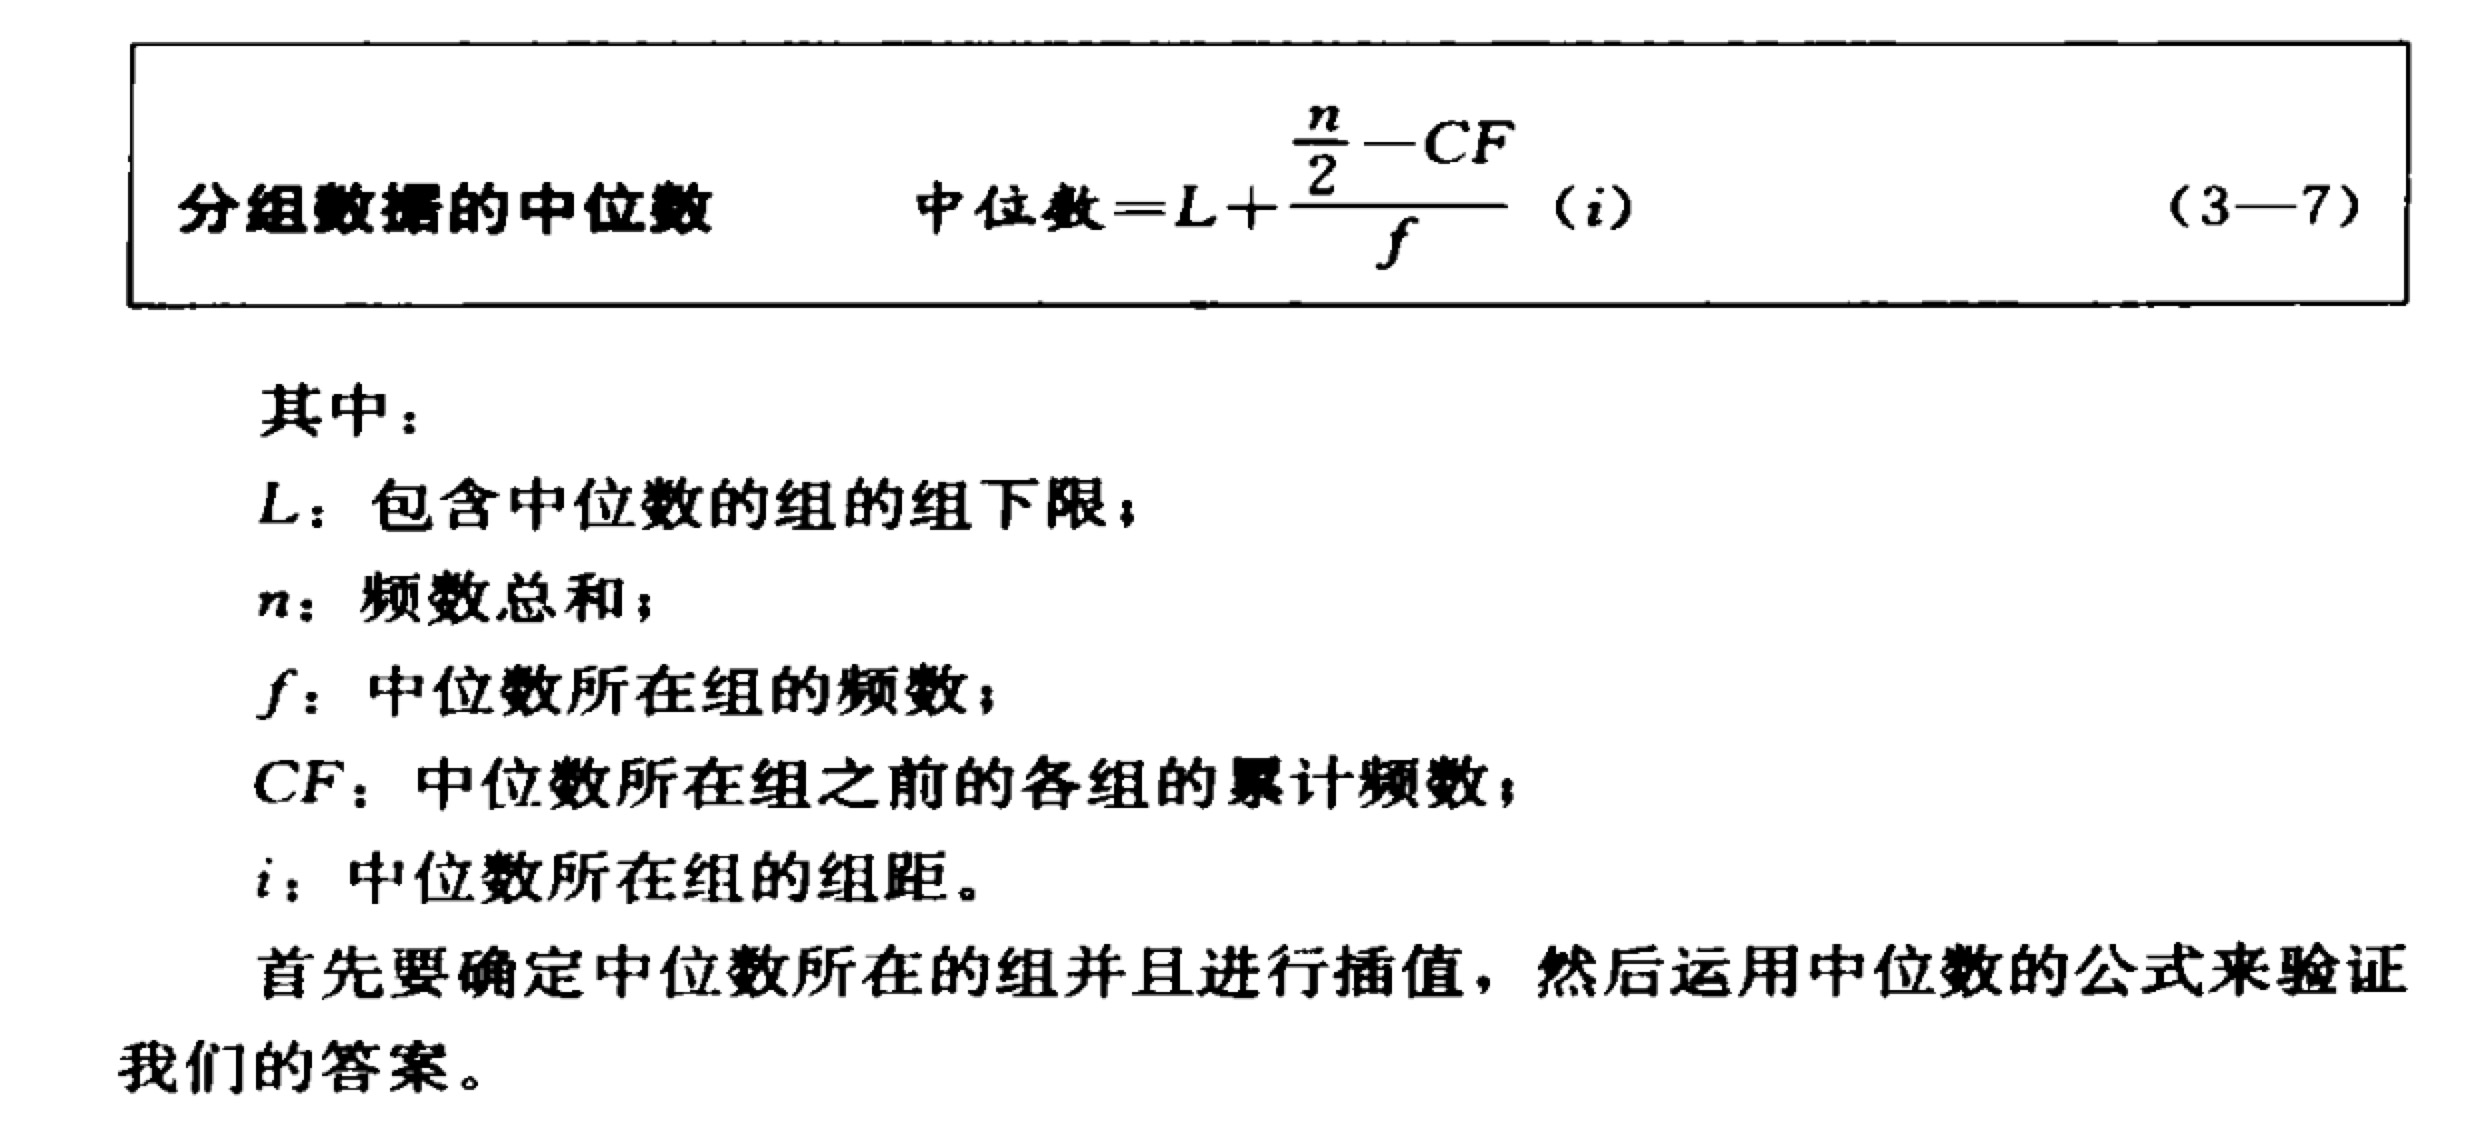 分组数据的中位数 中位数=L+\frac{\frac{n}{2}-CF}{f}(i) (3—7)
其中：
L：包含中位数的组的组下限；
n：频数总和；
f：中位数所在组的频数；
CF：中位数所在组之前的各组的累计频数；
i：中位数所在组的组距。
首先要确定中位数所在的组并且进行插值，然后运用中位数的公式来验证
我们的答案。